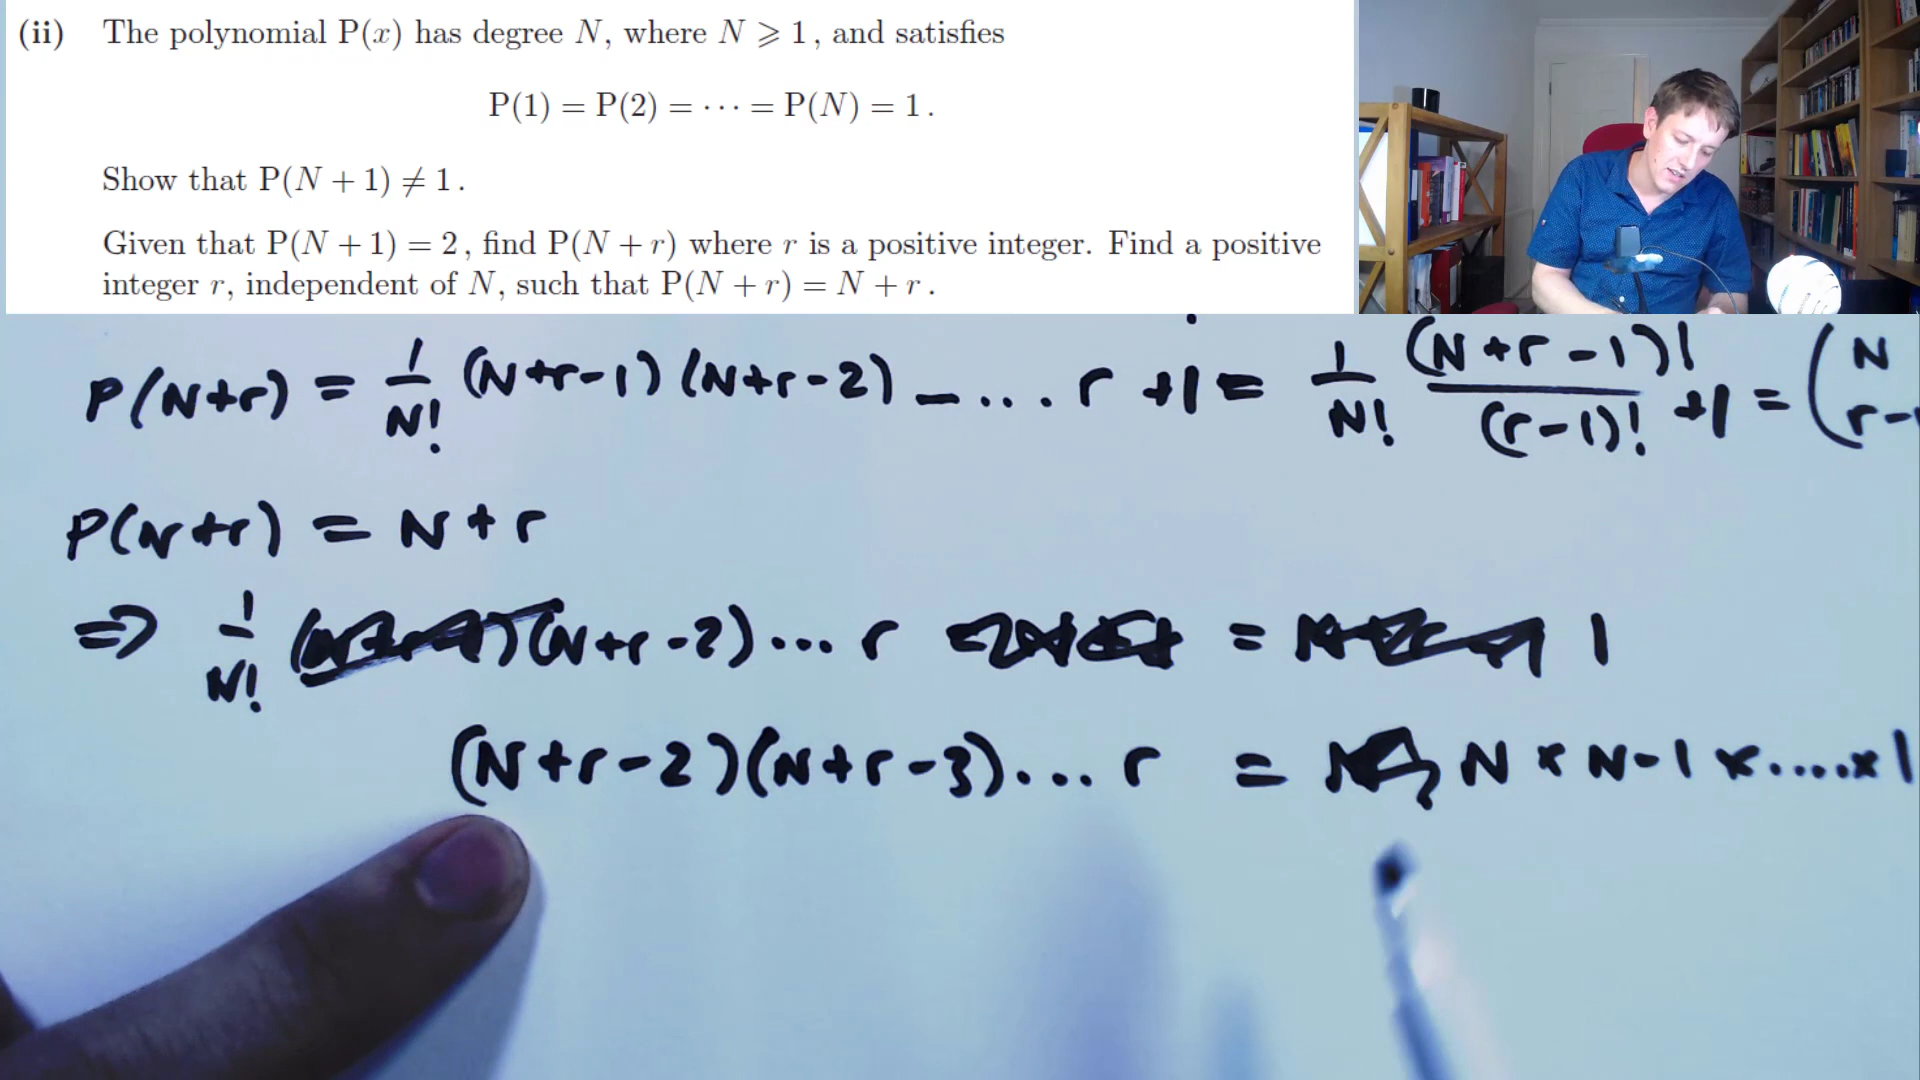 (ii) The polynomial P(x) has degree N, where N ⩾ 1, and satisfies
P(1) = P(2) = ··· = P(N) = 1.
Show that P(N + 1) ≠ 1.
Given that P(N + 1) = 2, find P(N + r) where r is a positive integer. Find a positive
integer r, independent of N, such that P(N + r) = N + r.
P(N+r) = 1/N! (N+r-1)(N+r-2) - .... r +1 = 1/N! (N+r-1)!/(r-1)! +1 = (N r-
P(N+r) = N+r
⇒ 1/N! (N+r-2)... r = 1
(N+r-2)(N+r-3).... r = N × N-1 × ..... × 1